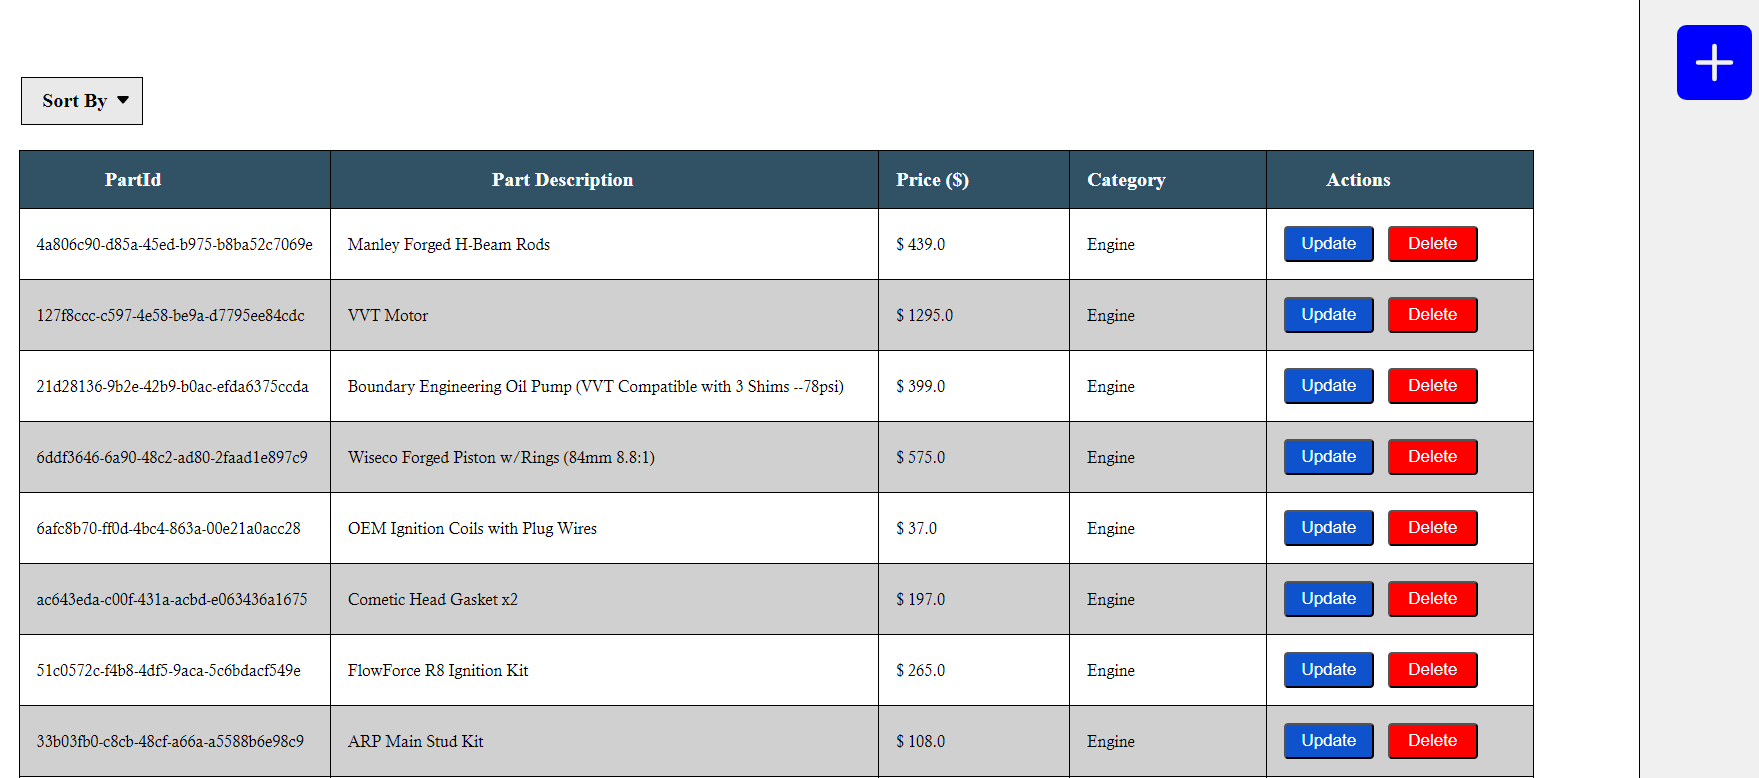 Sort By
PartId Part Description Price ($) Category Actions
4a806c90-d85a-45ed-b975-b8ba52c7069e Manley Forged H-Beam Rods $ 439.0 Engine Update Delete
127f8ccc-c597-4e58-be9a-d7795ee84cdc VVT Motor $ 1295.0 Engine Update Delete
21d28136-9b2e-42b9-b0ac-efda6375ccda Boundary Engineering Oil Pump (VVT Compatible with 3 Shims --78psi) $ 399.0 Engine Update Delete
6ddf3646-6a90-48c2-ad80-2faad1e897c9 Wiseco Forged Piston w/Rings (84mm 8.8:1) $ 575.0 Engine Update Delete
6afc8b70-ff0d-4bc4-863a-00e21a0acc28 OEM Ignition Coils with Plug Wires $ 37.0 Engine Update Delete
ac643eda-c00f-431a-acbd-e063436a1675 Cometic Head Gasket x2 $ 197.0 Engine Update Delete
51c0572c-f4b8-4df5-9aca-5c6bdacf549e FlowForce R8 Ignition Kit $ 265.0 Engine Update Delete
33b03fb0-c8cb-48cf-a66a-a5588b6e98c9 ARP Main Stud Kit $ 108.0 Engine Update Delete